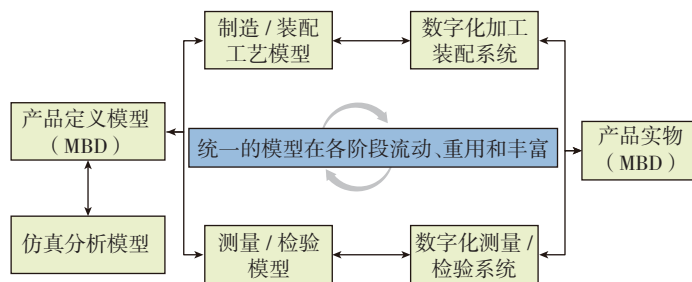 制造 / 装配
工艺模型
数字化加工
装配系统
产品定义模型
（MBD）
统一的模型在各阶段流动、重用和丰富
产品实物
（MBD）
仿真分析模型
测量 / 检验
模型
数字化测量 /
检验系统